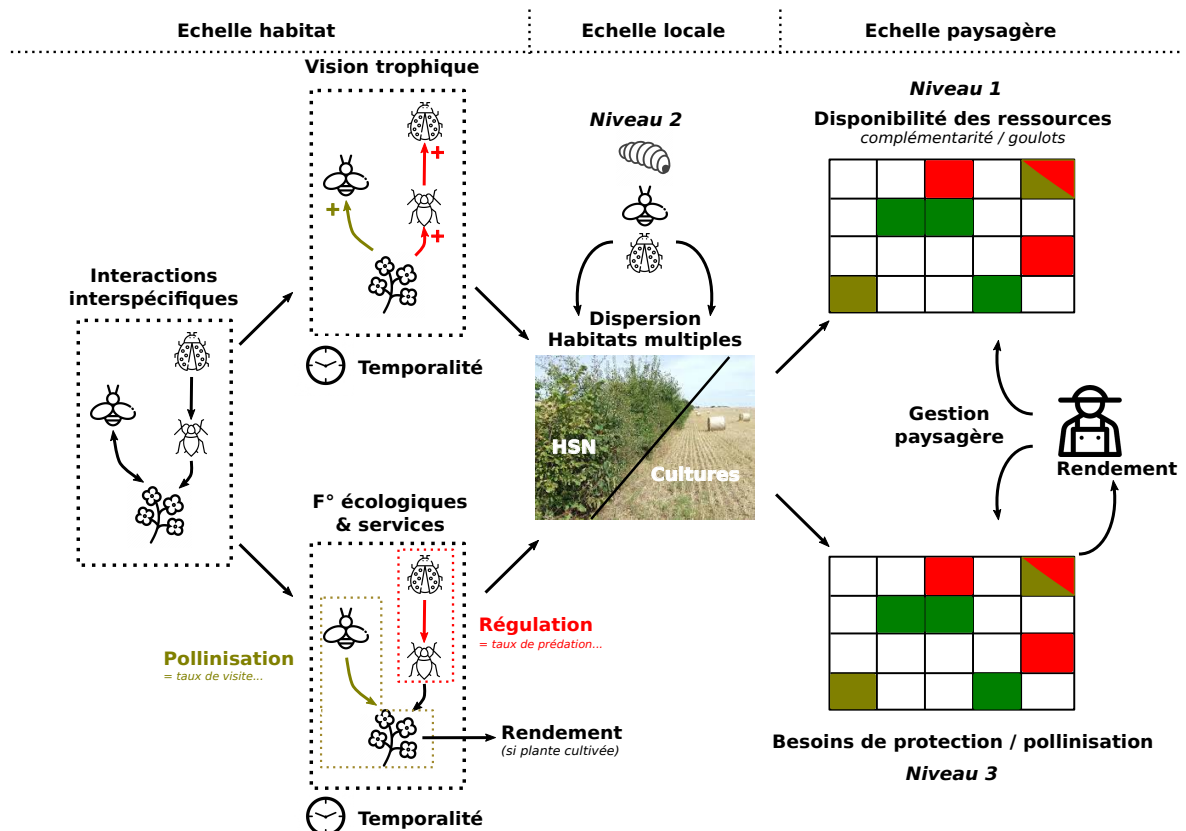 Echelle habitat
Echelle locale
Echelle paysagère
Vision trophique
+
+
+
Temporalité
Interactions
interspécifiques
F° écologiques
& services
Pollinisation
= taux de visite...
Régulation
= taux de prédation...
Rendement
(si plante cultivée)
Temporalité
Niveau 2
Dispersion
Habitats multiples
HSN
Cultures
Niveau 1
Disponibilité des ressources
complémentarité / goulots
Gestion
paysagère
Rendement
Besoins de protection / pollinisation
Niveau 3